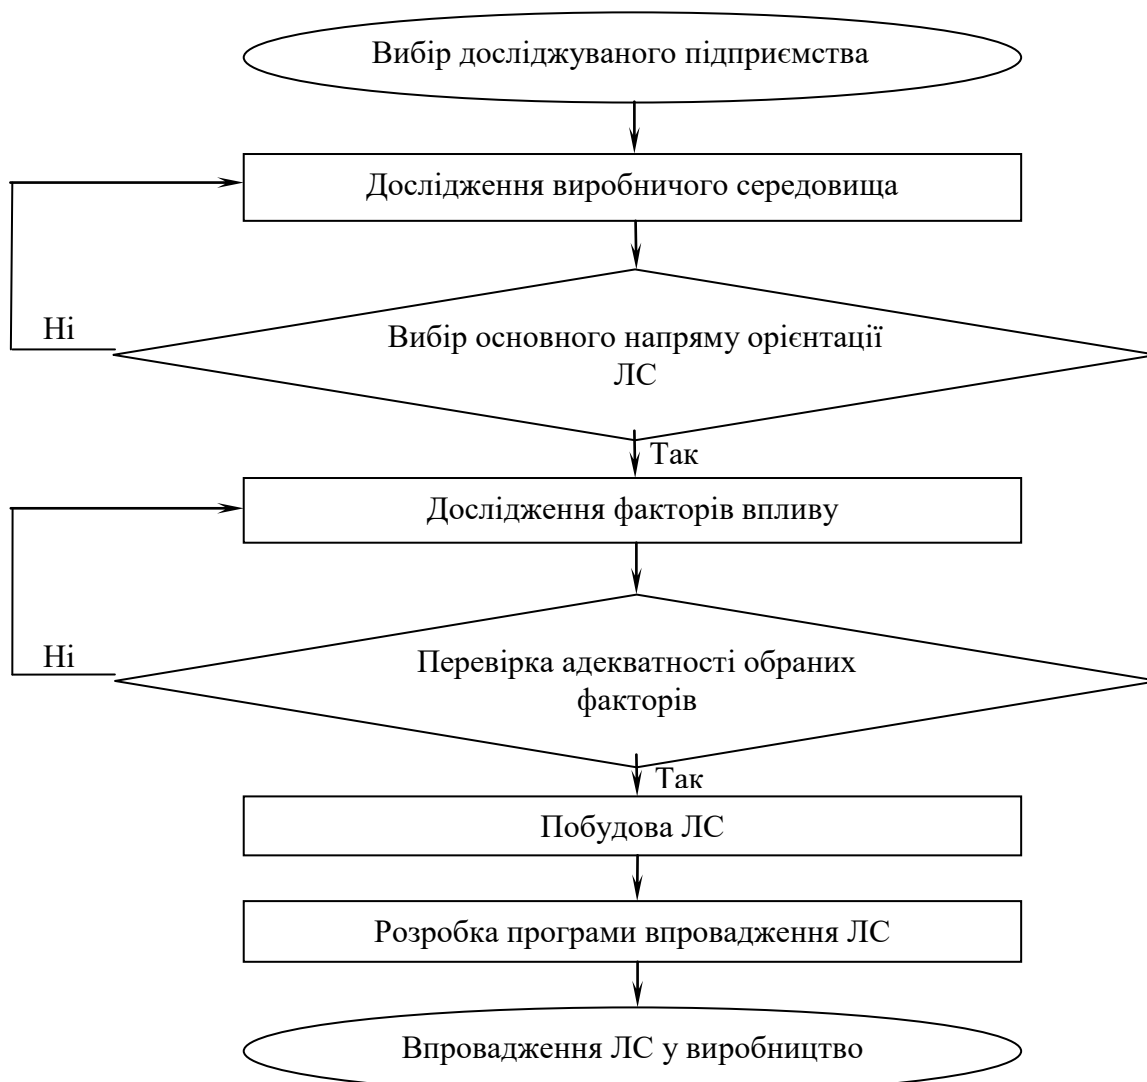 Вибір досліджуваного підприємства
Дослідження виробничого середовища
Ні
Вибір основного напряму орієнтації
ЛС
Так
Дослідження факторів впливу
Ні
Перевірка адекватності обраних
факторів
Так
Побудова ЛС
Розробка програми впровадження ЛС
Впровадження ЛС у виробництво